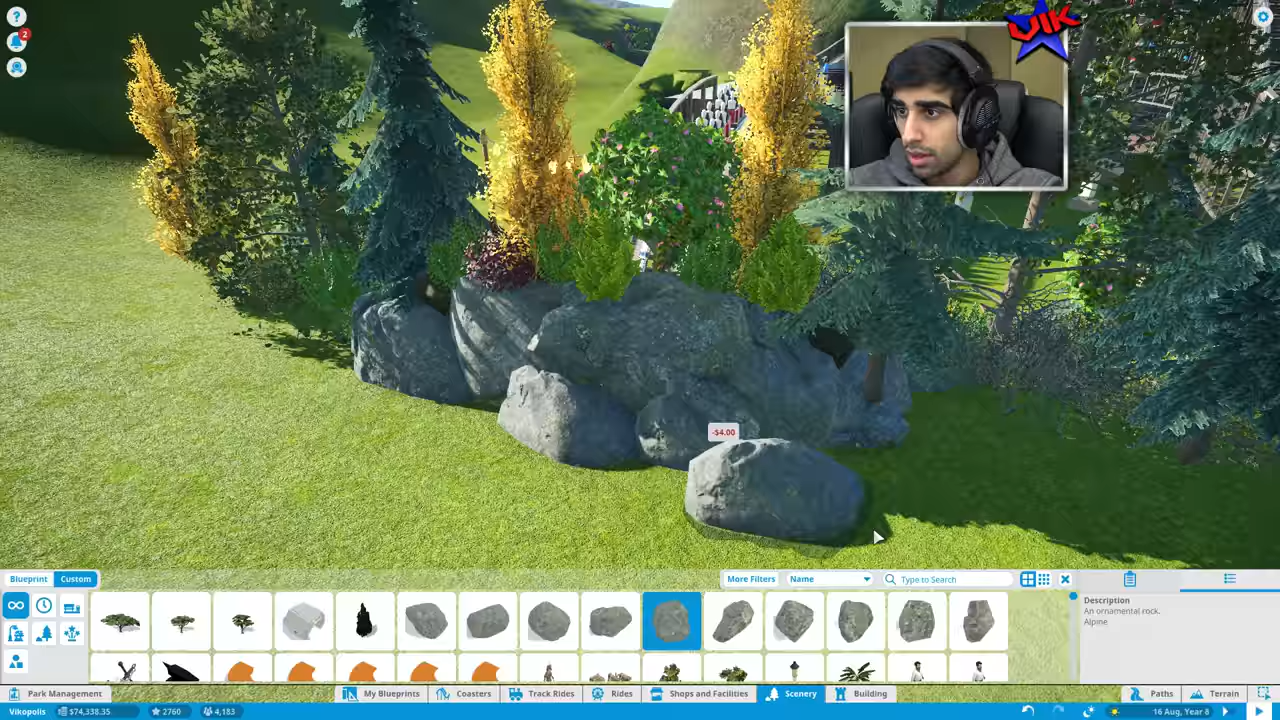 ?
2
VIK
-$4.00
Blueprint
Custom
More Filters
Name
Type to Search
Description
An ornamental rock.
Alpine
Park Management
My Blueprints
Coasters
Track Rides
Rides
Shops and Facilities
Scenery
Building
Paths
Terrain
Vikopolis
$74,338.35
2760
4,183
16 Aug, Year 8